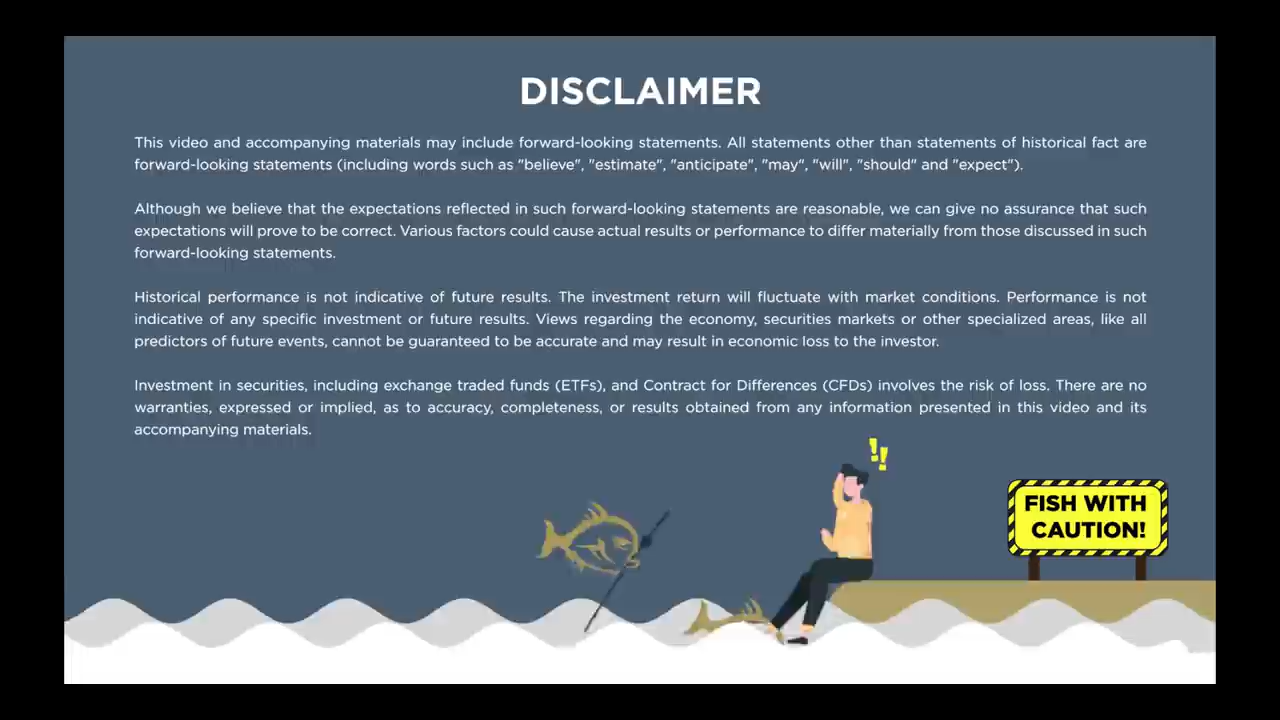 DISCLAIMER
This video and accompanying materials may include forward-looking statements. All statements other than statements of historical fact are
forward-looking statements (including words such as "believe", "estimate", "anticipate", "may", "will", "should" and "expect").
Although we believe that the expectations reflected in such forward-looking statements are reasonable, we can give no assurance that such
expectations will prove to be correct. Various factors could cause actual results or performance to differ materially from those discussed in such
forward-looking statements.
Historical performance is not indicative of future results. The investment return will fluctuate with market conditions. Performance is not
indicative of any specific investment or future results. Views regarding the economy, securities markets or other specialized areas, like all
predictors of future events, cannot be guaranteed to be accurate and may result in economic loss to the investor.
Investment in securities, including exchange traded funds (ETFs), and Contract for Differences (CFDs) involves the risk of loss. There are no
warranties, expressed or implied, as to accuracy, completeness, or results obtained from any information presented in this video and its
accompanying materials.
!!
FISH WITH
CAUTION!